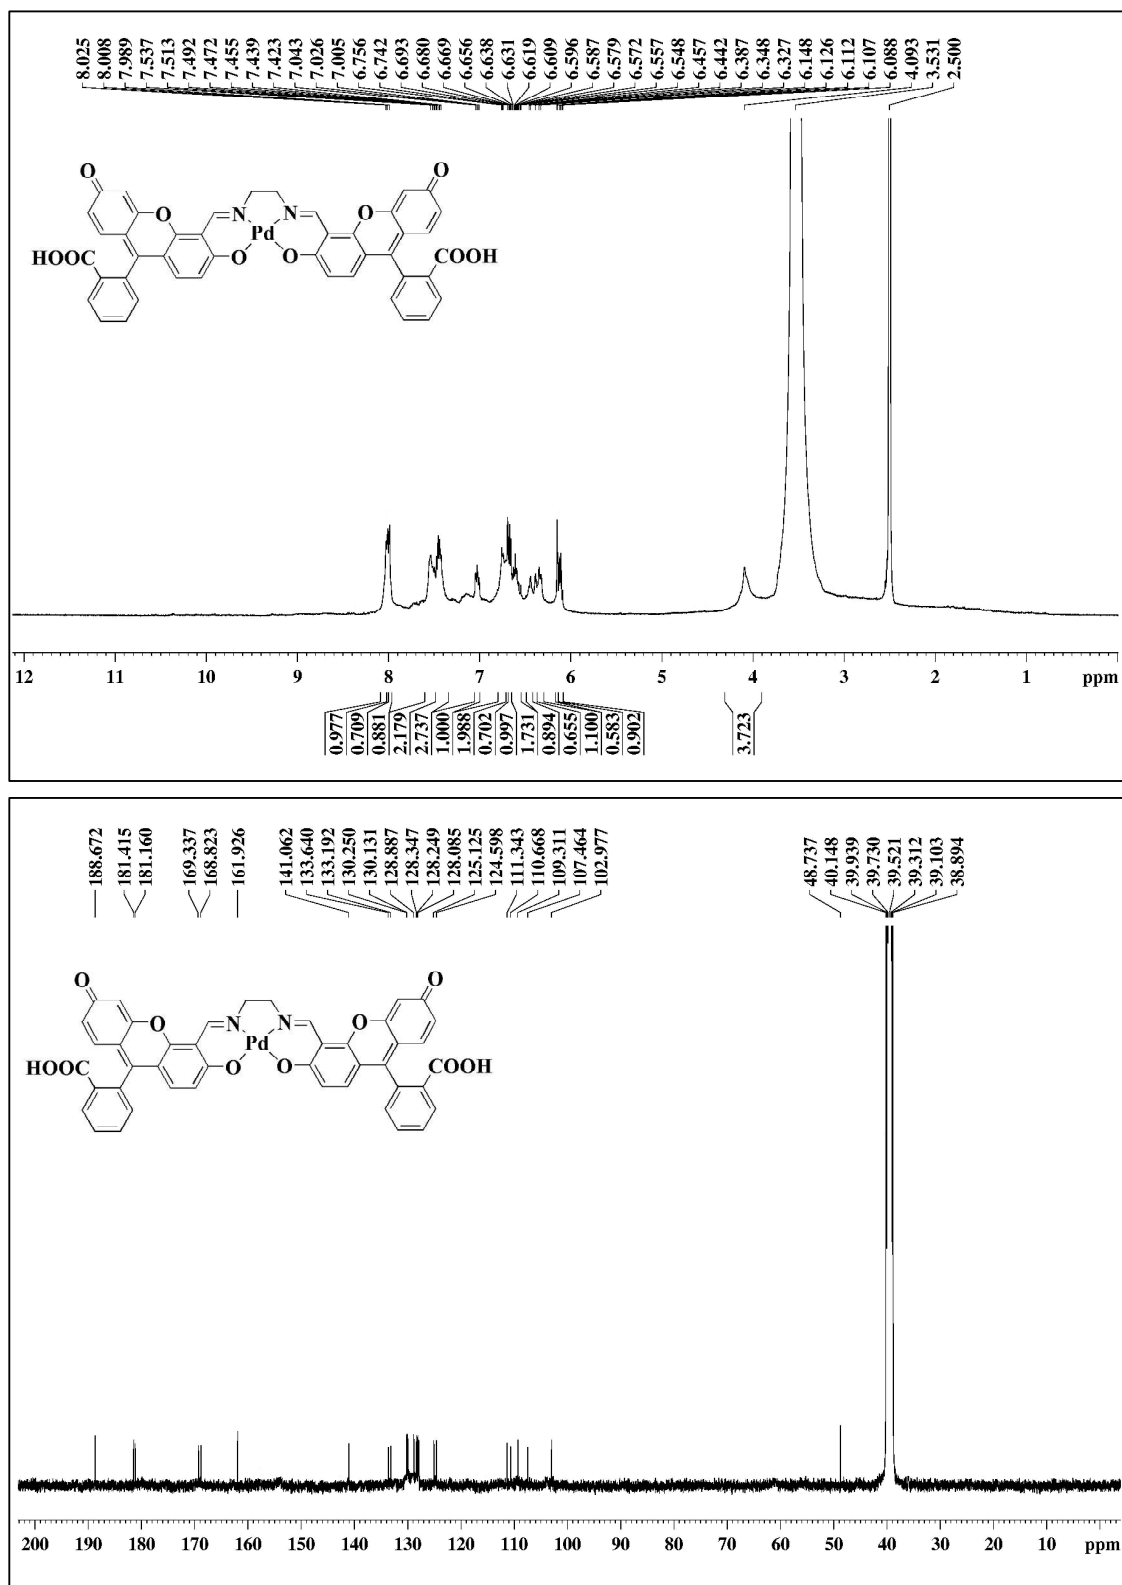 8.025 8.008 7.989 7.537 7.513 7.492 7.472 7.455 7.439 7.423 7.043 7.026 7.005 6.756 6.742 6.693 6.680 6.669 6.656 6.638 6.631 6.619 6.609 6.596 6.587 6.579 6.572 6.557 6.548 6.457 6.442 6.387 6.348 6.327 6.148 6.126 6.112 6.107 6.088 4.093 3.531 2.500
O O
O N N O
Pd
HOOC O O COOH
12 11 10 9 8 7 6 5 4 3 2 1 ppm
0.977 0.709 0.881 2.179 2.737 1.000 1.988 0.702 0.997 1.731 0.894 0.655 1.100 0.583 0.902 3.723
188.672 181.415 181.160 169.337 168.823 161.926 141.062 133.640 133.192 130.250 130.131 128.887 128.347 128.249 128.085 125.125 124.598 111.343 110.668 109.311 107.464 102.977 48.737 40.148 39.939 39.730 39.521 39.312 39.103 38.894
O O
O N N O
Pd
HOOC O O COOH
200 190 180 170 160 150 140 130 120 110 100 90 80 70 60 50 40 30 20 10 ppm